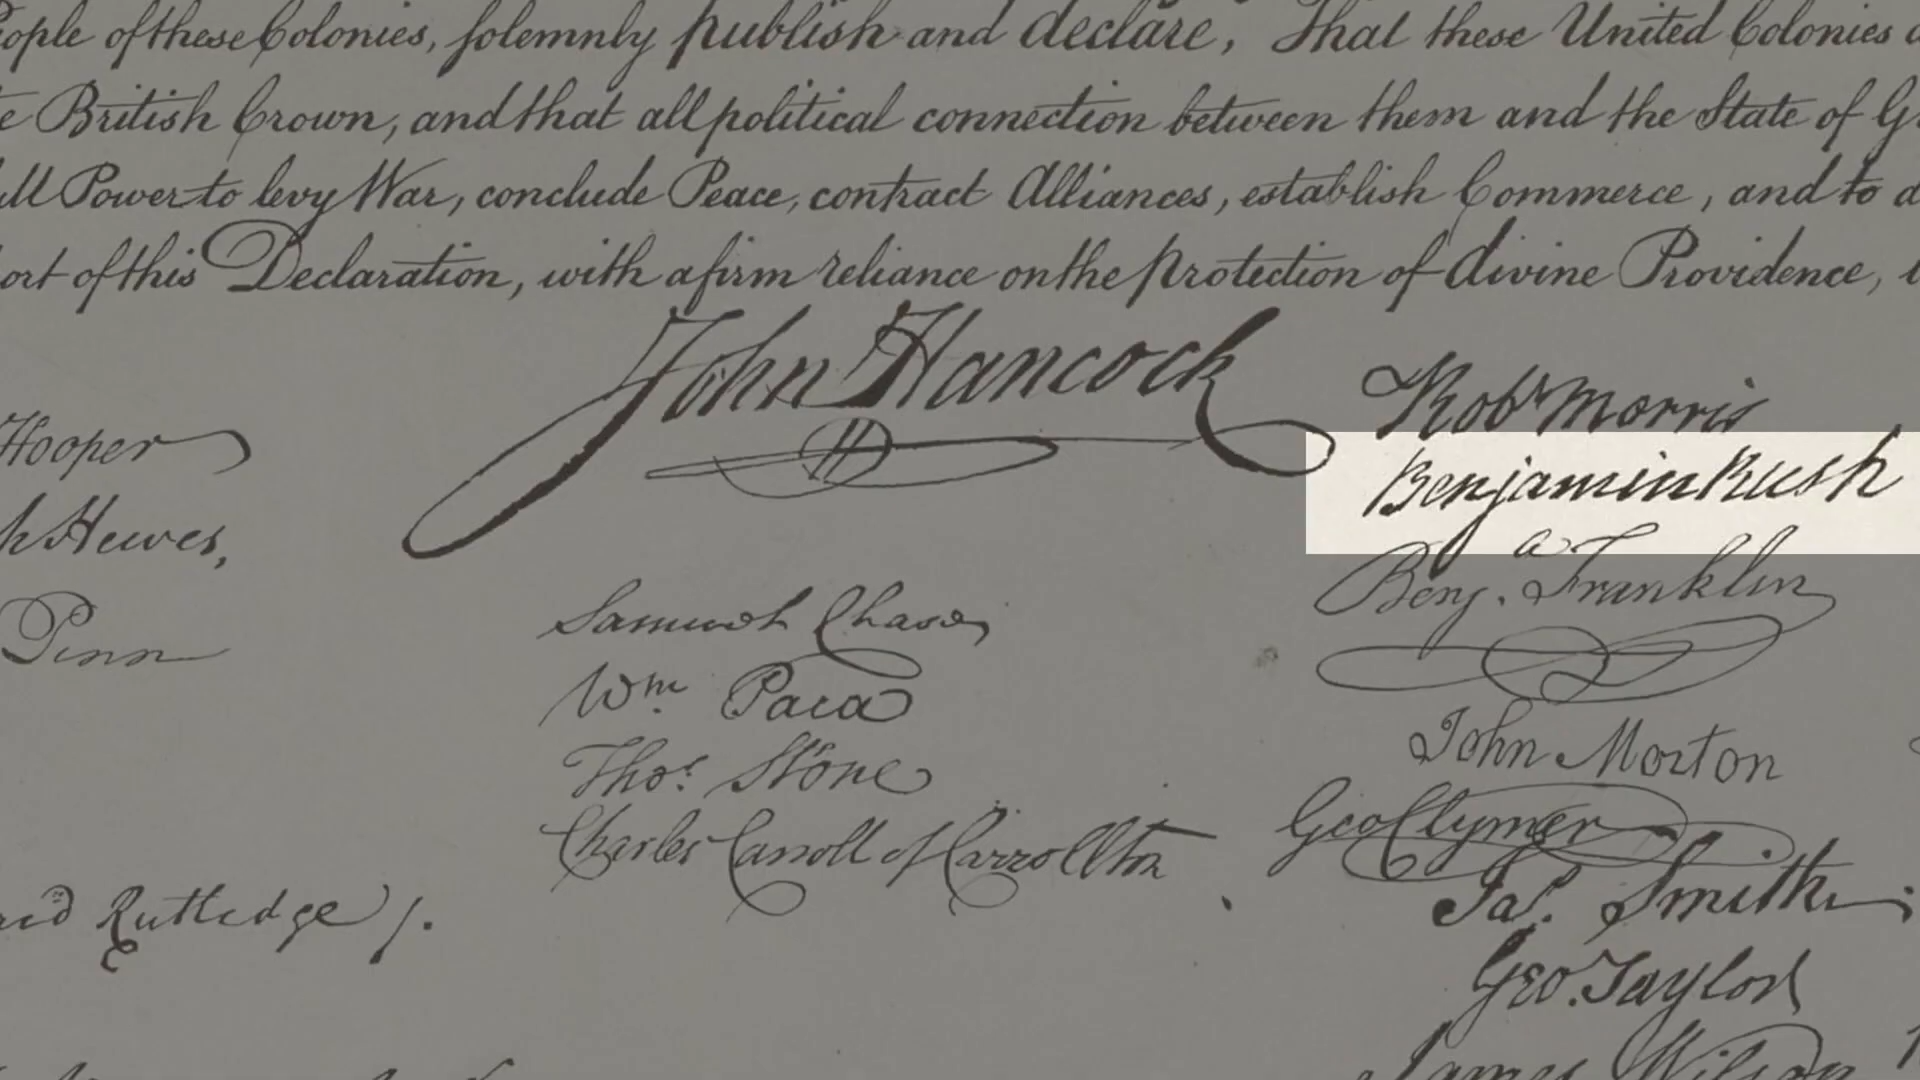 of these Colonies, solemnly publish and declare, That these United Colonies
British Crown, and that all political connection between them and the State of
Power to levy War, conclude Peace, contract Alliances, establish Commerce, and to
of this Declaration, with a firm reliance on the protection of divine Providence,
John Hancock
Robt Morris
Hooper
Benjamin Rush
Hewes,
Benja. Franklin
Samuel Chase
Penn
Wm. Paca
John Morton
Thos. Stone
Geo Clymer
Charles Carroll of Carrollton
Jas. Smith
Rutledge /.
Geo. Taylor
James Wilson